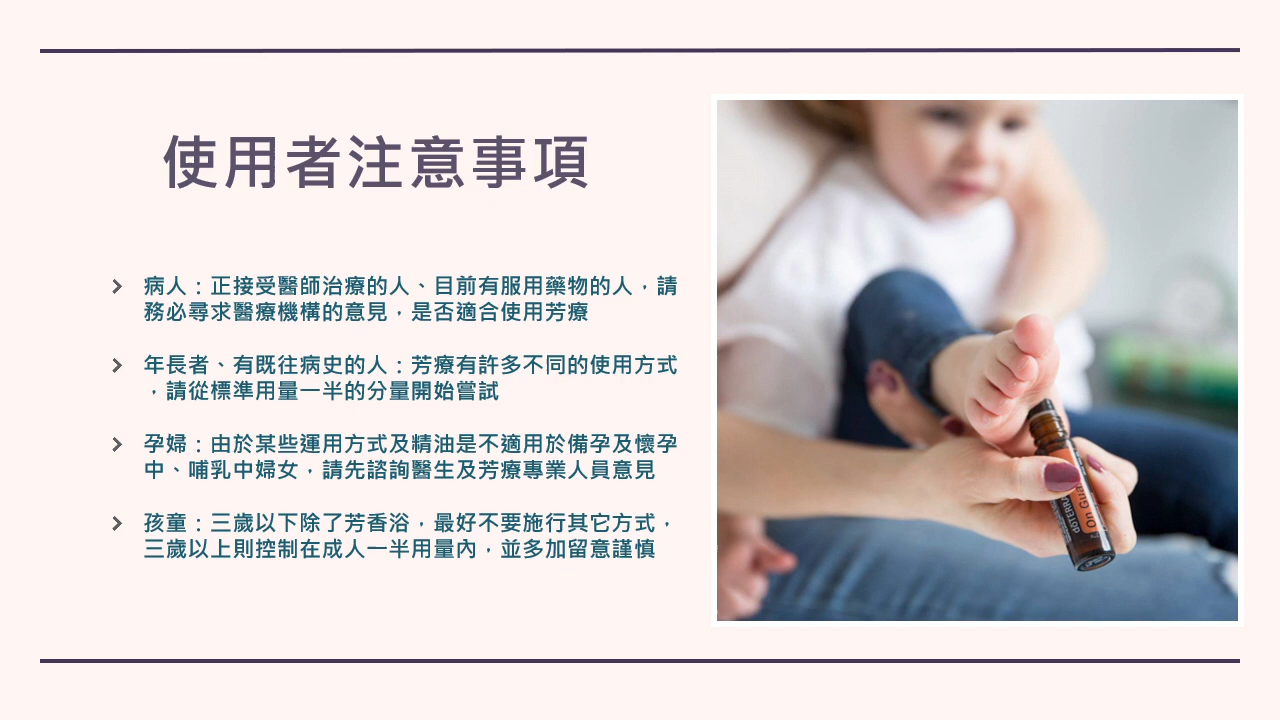 使用者注意事項
病人：正接受醫師治療的人、目前有服用藥物的人，請
務必尋求醫療機構的意見，是否適合使用芳療
年長者、有既往病史的人：芳療有許多不同的使用方式
，請從標準用量一半的分量開始嘗試
孕婦：由於某些運用方式及精油是不適用於備孕及懷孕
中、哺乳中婦女，請先諮詢醫生及芳療專業人員意見
孩童：三歲以下除了芳香浴，最好不要施行其它方式，
三歲以上則控制在成人一半用量內，並多加留意謹慎
dōTERRA
On Guard